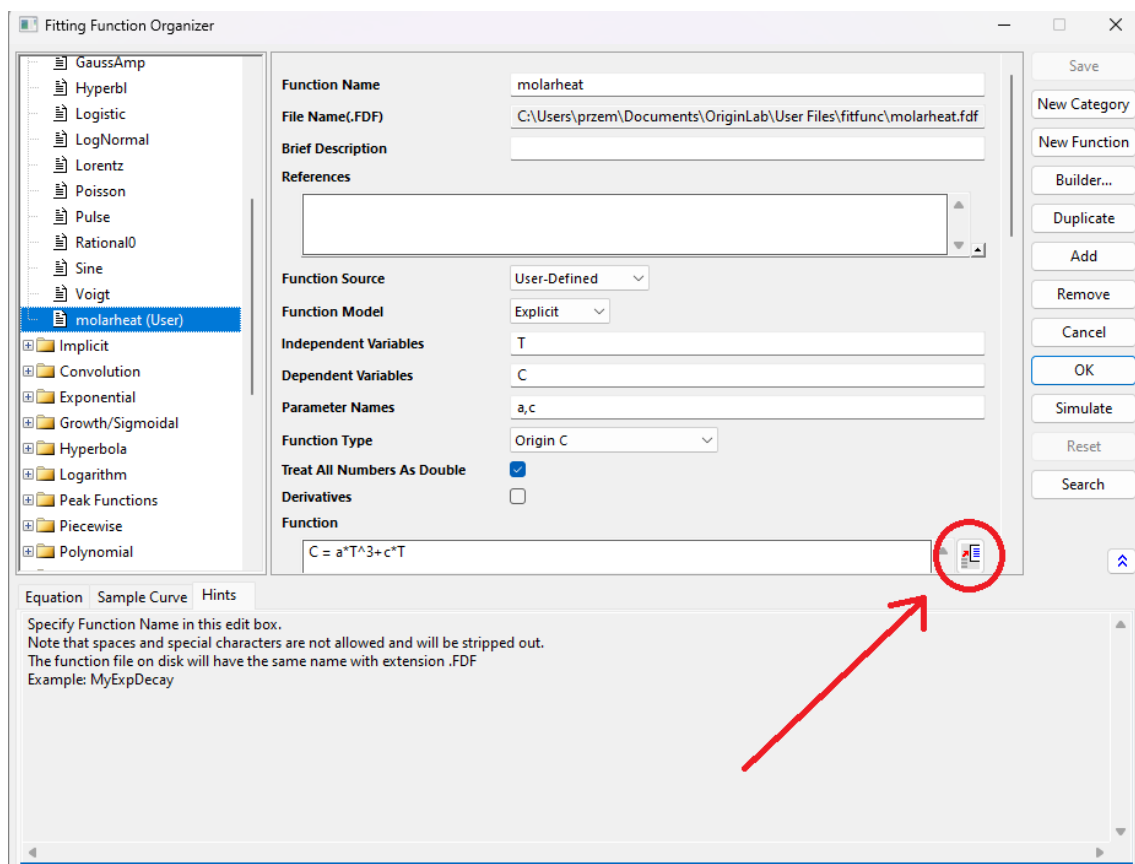 Fitting Function Organizer
GaussAmp
Hyperbl
Logistic
LogNormal
Lorentz
Poisson
Pulse
Rational0
Sine
Voigt
molarheat (User)
Implicit
Convolution
Exponential
Growth/Sigmoidal
Hyperbola
Logarithm
Peak Functions
Piecewise
Polynomial
Function Name molarheat
File Name(.FDF) C:\Users\przem\Documents\OriginLab\User Files\fitfunc\molarheat.fdf
Brief Description
References
Function Source User-Defined
Function Model Explicit
Independent Variables T
Dependent Variables C
Parameter Names a,c
Function Type Origin C
Treat All Numbers As Double
Derivatives
Function
C = a*T^3+c*T
Save
New Category
New Function
Builder...
Duplicate
Add
Remove
Cancel
OK
Simulate
Reset
Search
Equation Sample Curve Hints
Specify Function Name in this edit box.
Note that spaces and special characters are not allowed and will be stripped out.
The function file on disk will have the same name with extension .FDF
Example: MyExpDecay